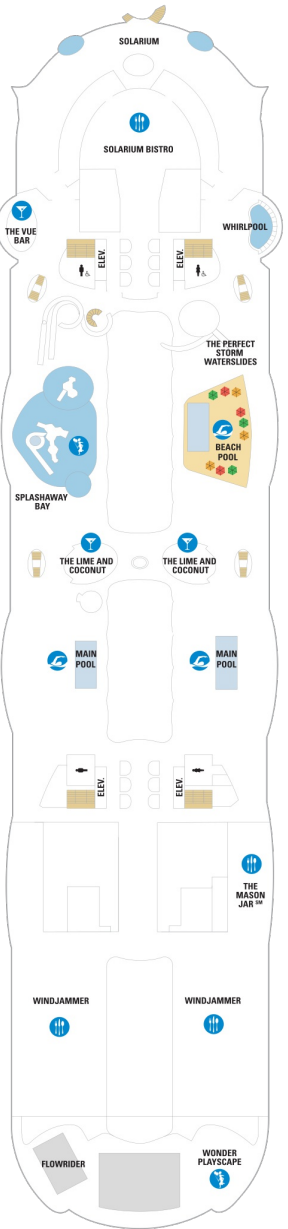 SOLARIUM
SOLARIUM BISTRO
THE VUE
BAR
WHIRLPOOL
ELEV.
ELEV.
THE PERFECT
STORM
WATERSLIDES
BEACH
POOL
SPLASHAWAY
BAY
THE LIME AND
COCONUT
THE LIME AND
COCONUT
MAIN
POOL
MAIN
POOL
ELEV.
ELEV.
THE
MASON
JAR SM
WINDJAMMER
WINDJAMMER
FLOWRIDER
WONDER
PLAYSCAPE